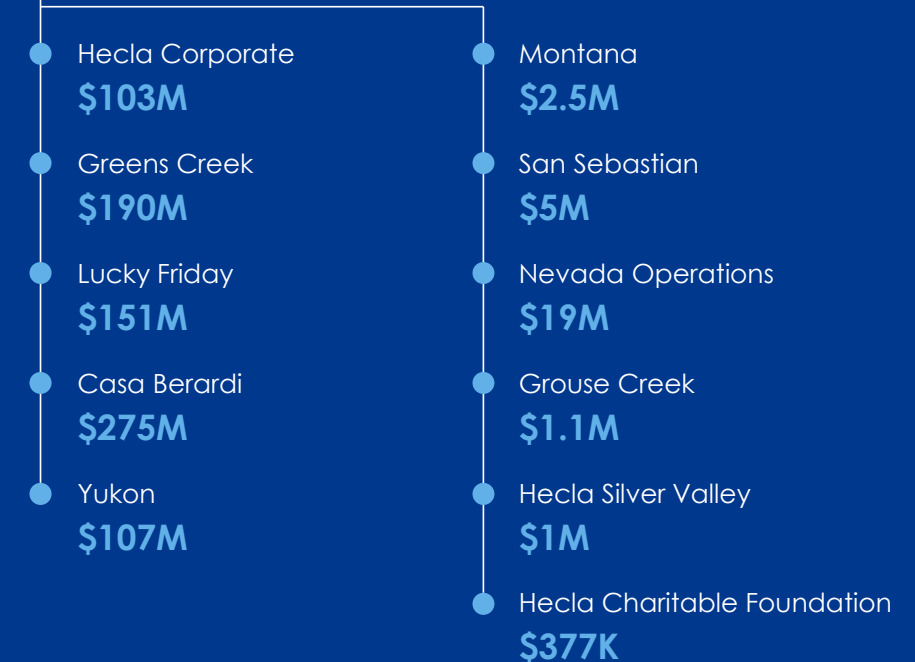 Hecla Corporate
$103M
Greens Creek
$190M
Lucky Friday
$151M
Casa Berardi
$275M
Yukon
$107M
Montana
$2.5M
San Sebastian
$5M
Nevada Operations
$19M
Grouse Creek
$1.1M
Hecla Silver Valley
$1M
Hecla Charitable Foundation
$377K